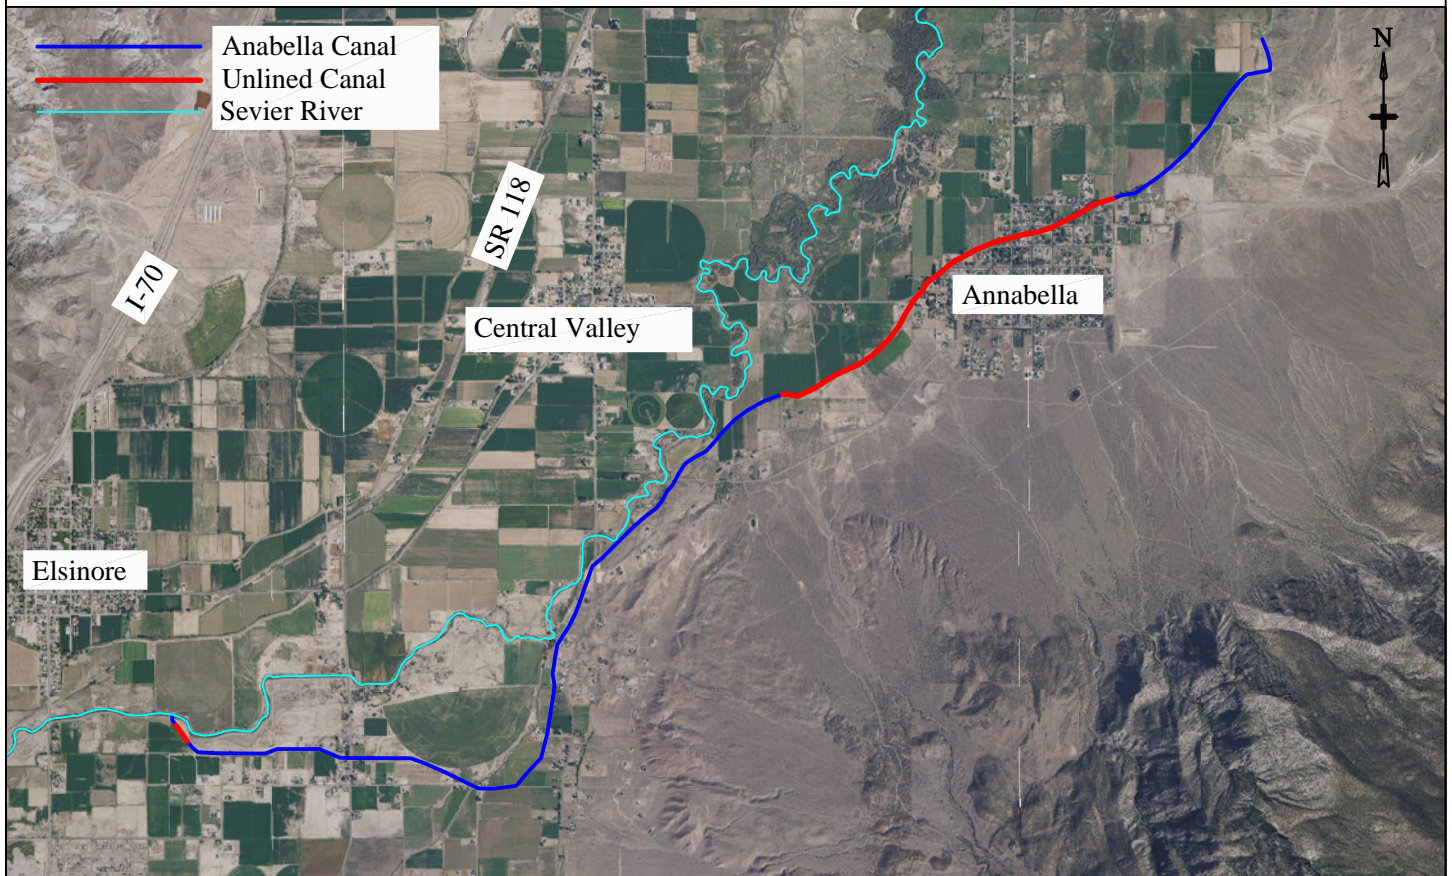 Anabella Canal
Unlined Canal
Sevier River
N
SR 118
I-70
Annabella
Central Valley
Elsinore